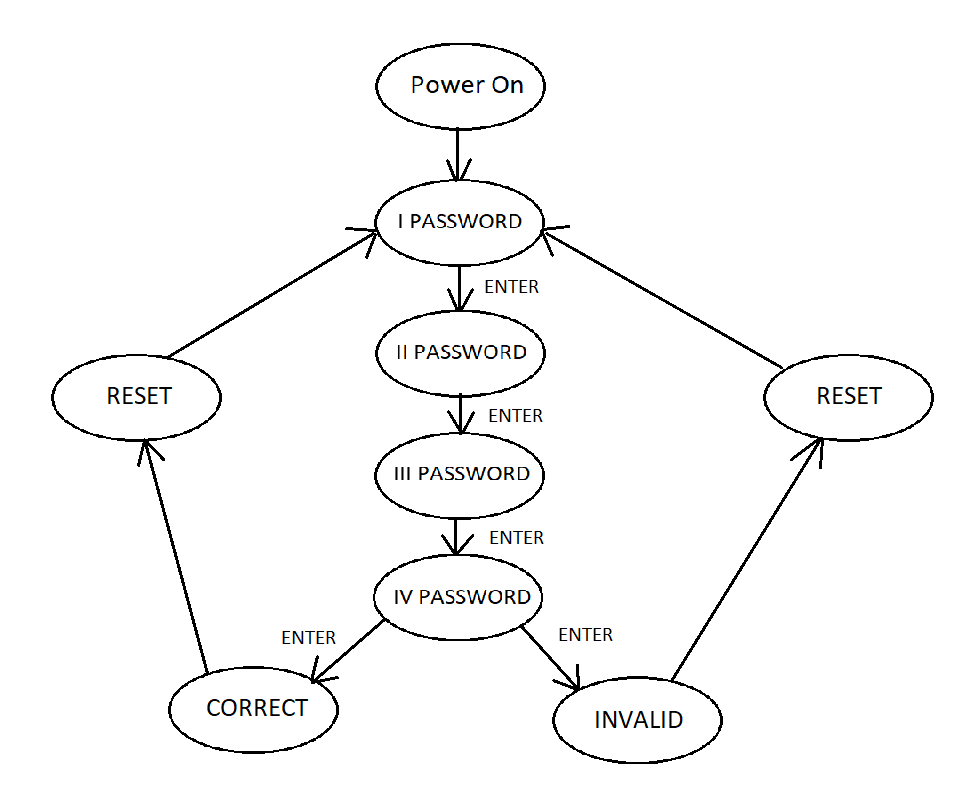 Power On
I PASSWORD
ENTER
II PASSWORD
RESET
RESET
ENTER
III PASSWORD
ENTER
IV PASSWORD
ENTER
ENTER
CORRECT
INVALID